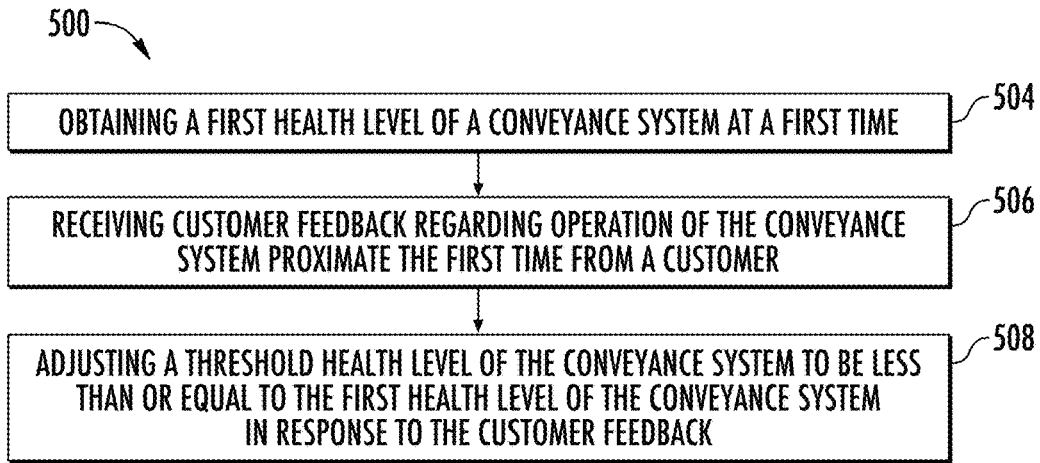 500
OBTAINING A FIRST HEALTH LEVEL OF A CONVEYANCE SYSTEM AT A FIRST TIME
504
RECEIVING CUSTOMER FEEDBACK REGARDING OPERATION OF THE CONVEYANCE
SYSTEM PROXIMATE THE FIRST TIME FROM A CUSTOMER
506
ADJUSTING A THRESHOLD HEALTH LEVEL OF THE CONVEYANCE SYSTEM TO BE LESS
THAN OR EQUAL TO THE FIRST HEALTH LEVEL OF THE CONVEYANCE SYSTEM
IN RESPONSE TO THE CUSTOMER FEEDBACK
508